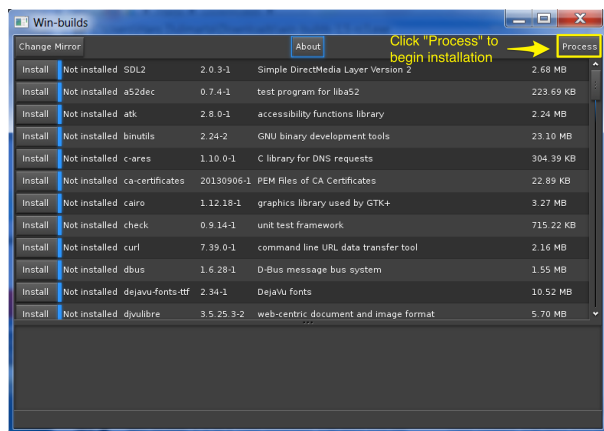 Win-builds
Change Mirror About Click "Process" to begin installation Process
Install Not installed SDL2 2.0.3-1 Simple DirectMedia Layer Version 2 2.68 MB
Install Not installed a52dec 0.7.4-1 test program for liba52 223.69 KB
Install Not installed atk 2.8.0-1 accessibility functions library 2.24 MB
Install Not installed binutils 2.24-2 GNU binary development tools 23.10 MB
Install Not installed c-ares 1.10.0-1 C library for DNS requests 304.39 KB
Install Not installed ca-certificates 20130906-1 PEM Files of CA Certificates 22.89 KB
Install Not installed cairo 1.12.18-1 graphics library used by GTK+ 3.27 MB
Install Not installed check 0.9.14-1 unit test framework 715.22 KB
Install Not installed curl 7.39.0-1 command line URL data transfer tool 2.16 MB
Install Not installed dbus 1.6.28-1 D-Bus message bus system 1.55 MB
Install Not installed dejavu-fonts-ttf 2.34-1 DejaVu fonts 10.52 MB
Install Not installed djvulibre 3.5.25.3-2 web-centric document and image format 5.70 MB